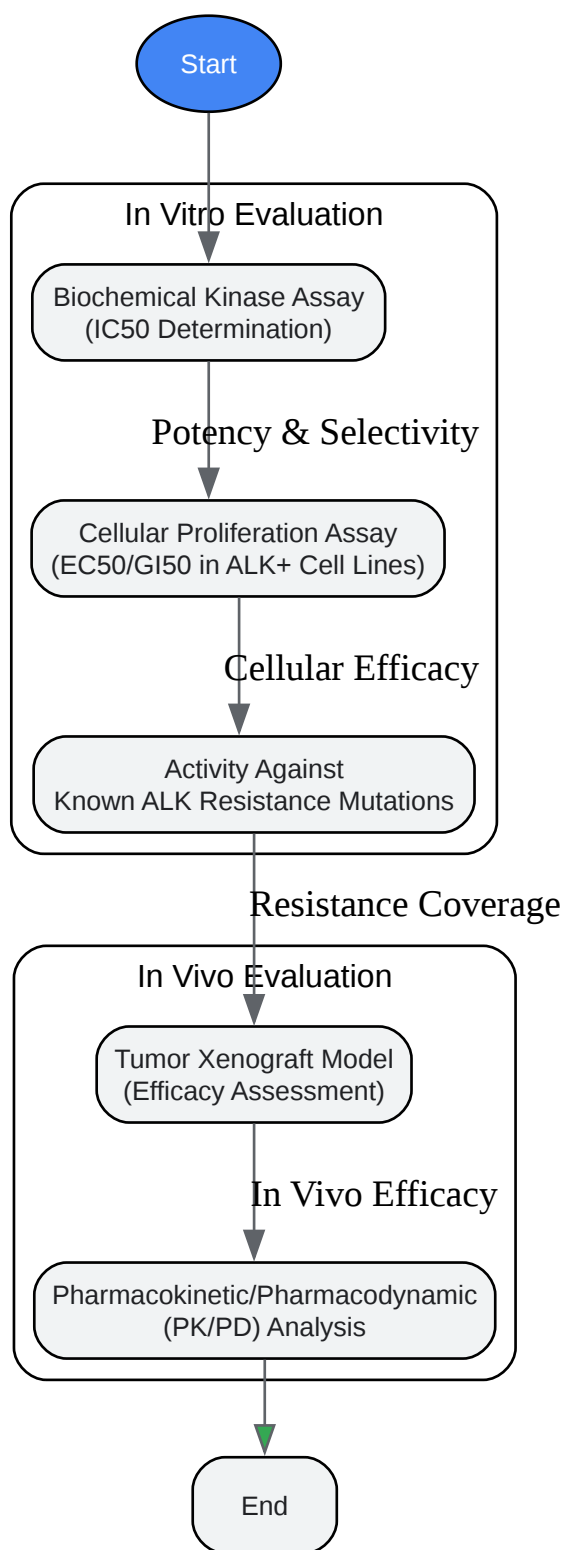 Start
In Vitro Evaluation
Biochemical Kinase Assay
(IC50 Determination)
Potency & Selectivity
Cellular Proliferation Assay
(EC50/GI50 in ALK+ Cell Lines)
Cellular Efficacy
Activity Against
Known ALK Resistance Mutations
Resistance Coverage
In Vivo Evaluation
Tumor Xenograft Model
(Efficacy Assessment)
In Vivo Efficacy
Pharmacokinetic/Pharmacodynamic
(PK/PD) Analysis
End